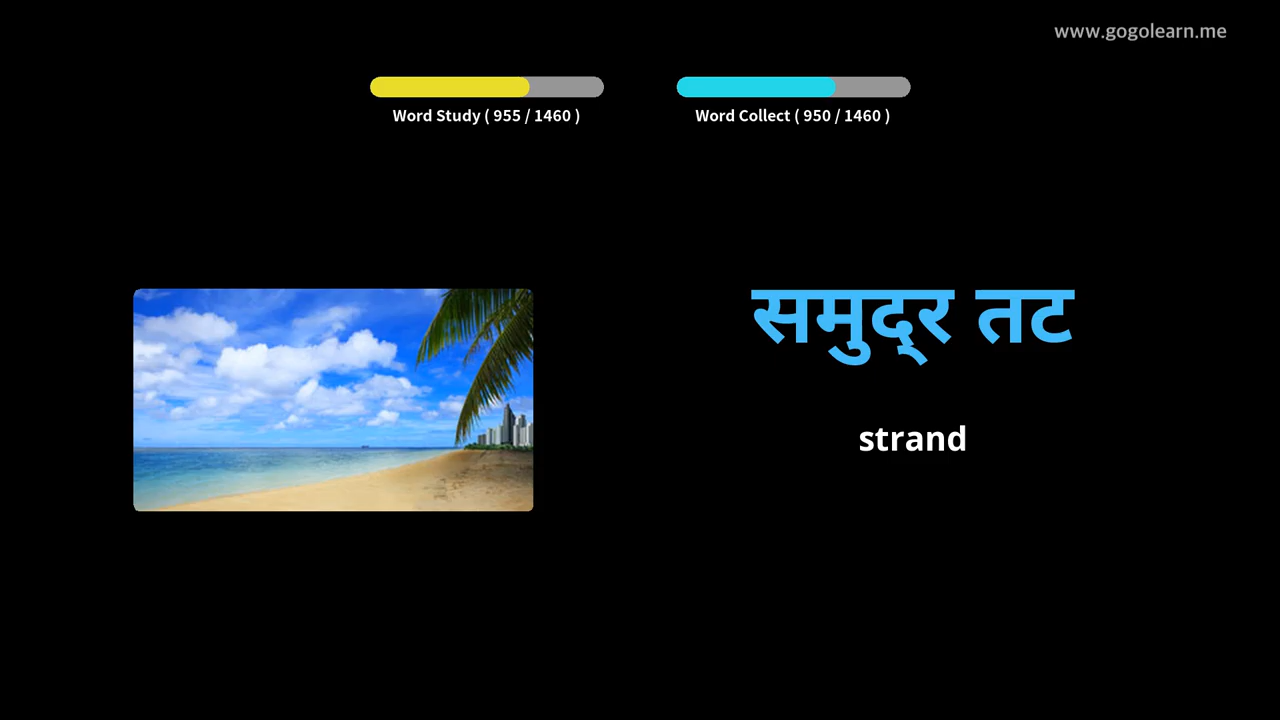 www.gogolearn.me
Word Study ( 955 / 1460 )
Word Collect ( 950 / 1460 )
समुद्र तट
strand